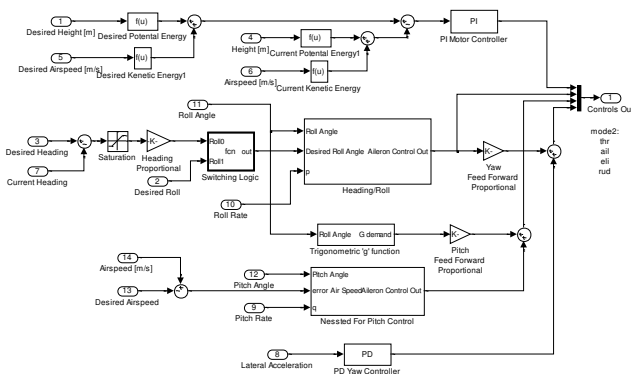 1
Desired Height [m]
f(u)
Desired Potental Energy
5
Desired Airspeed [m/s]
f(u)
Desired Kenetic Energy1
4
Height [m]
f(u)
Current Potental Energy1
6
Airspeed [m/s]
f(u)
Current Kenetic Energy
PI
PI Motor Controller
1
Controls Ou
mode2:
thr
ail
eli
rud
11
Roll Angle
3
Desired Heading
7
Current Heading
Saturation
K-
Heading
Proportional
2
Desired Roll
Roll0
fcn out
Roll1
Switching Logic
10
Roll Rate
Roll Angle
Desired Roll Angle Aileron Control Out
p
Heading/Roll
K-
Yaw
Feed Forward
Proportional
Roll Angle G demand
Trigonometric 'g' function
K-
Pitch
Feed Forward
Proportional
14
Airspeed [m/s]
13
Desired Airspeed
12
Pitch Angle
9
Pitch Rate
Pitch Angle
error Air SpeedAileron Control Out
q
Nessted For Pitch Control
8
Lateral Acceleration
PD
PD Yaw Controller